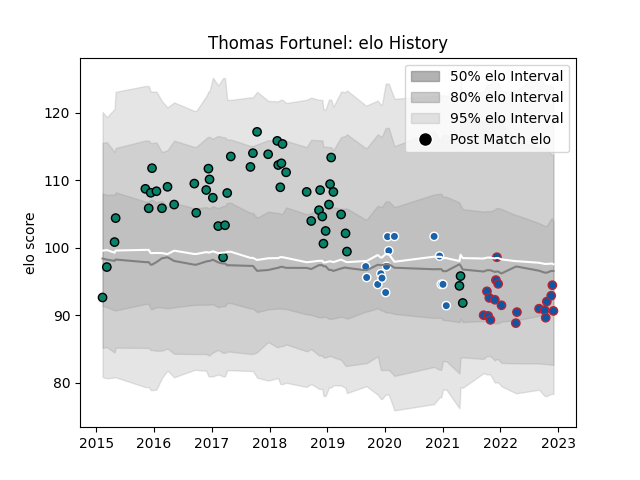 Thomas Fortunel: elo History
50% elo Interval
80% elo Interval
95% elo Interval
Post Match elo
elo score
120
110
100
90
80
2015 2016 2017 2018 2019 2020 2021 2022 2023